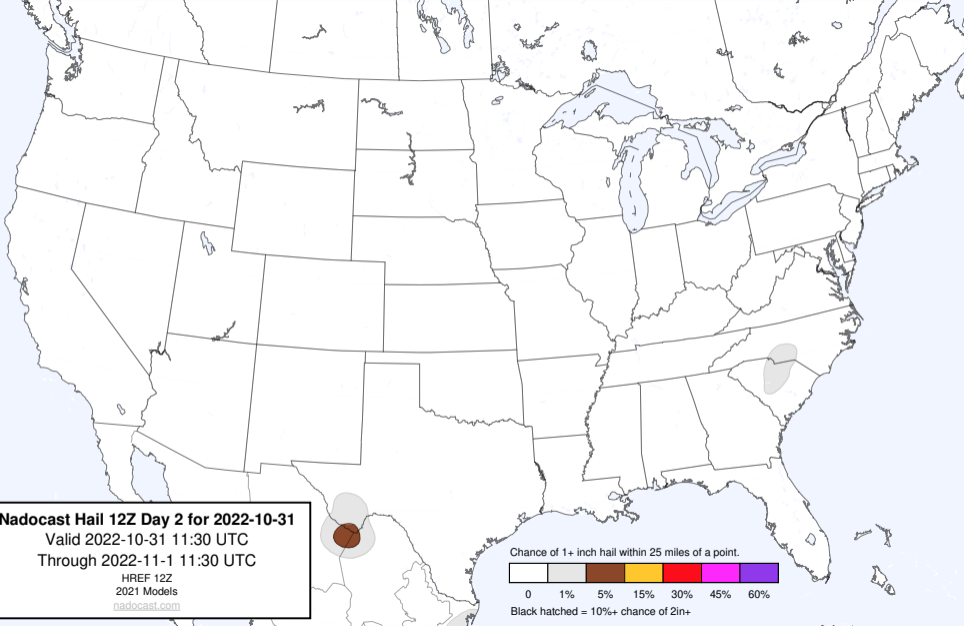 Nadocast Hail 12Z Day 2 for 2022-10-31
Valid 2022-10-31 11:30 UTC
Through 2022-11-1 11:30 UTC
HREF 12Z
2021 Models
nadocast.com
Chance of 1+ inch hail within 25 miles of a point.
0 1% 5% 15% 30% 45% 60%
Black hatched = 10%+ chance of 2in+